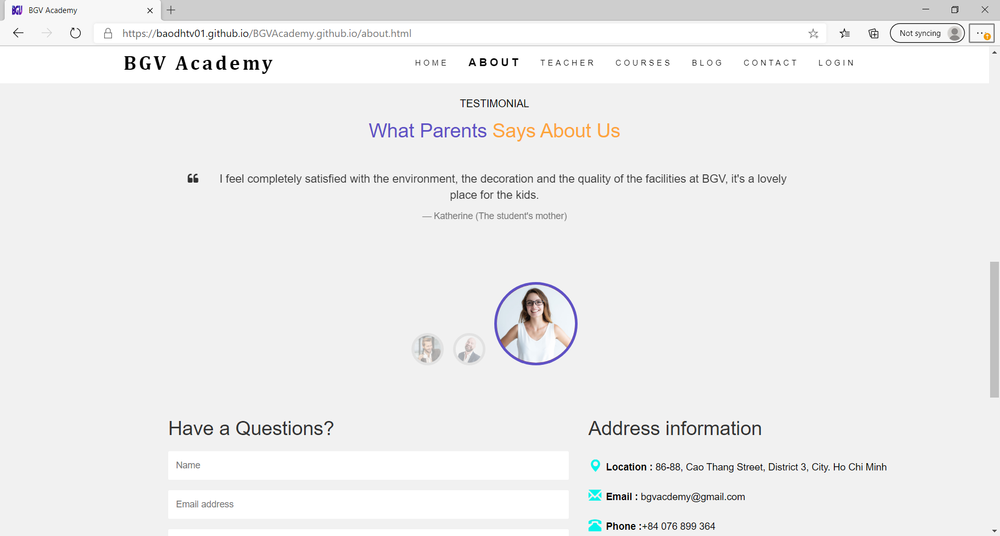 BGV Academy
https://baodhtv01.github.io/BGVAcademy.github.io/about.html
Not syncing
BGV Academy
HOME ABOUT TEACHER COURSES BLOG CONTACT LOGIN
TESTIMONIAL
What Parents Says About Us
I feel completely satisfied with the environment, the decoration and the quality of the facilities at BGV, it's a lovely
place for the kids.
— Katherine (The student's mother)
Have a Questions?
Name
Email address
Address information
Location : 86-88, Cao Thang Street, District 3, City. Ho Chi Minh
Email : bgvacdemy@gmail.com
Phone :+84 076 899 364